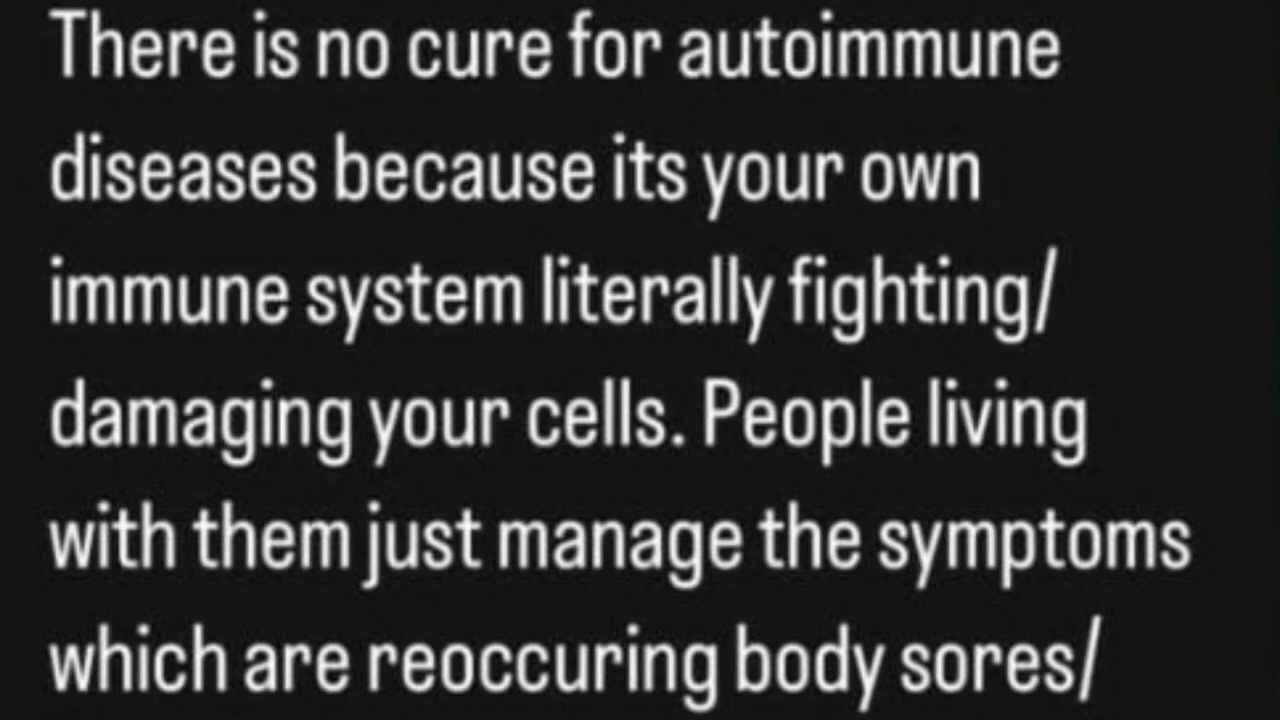 There is no cure for autoimmune
diseases because its your own
immune system literally fighting/
damaging your cells. People living
with them just manage the symptoms
which are reoccuring body sores/